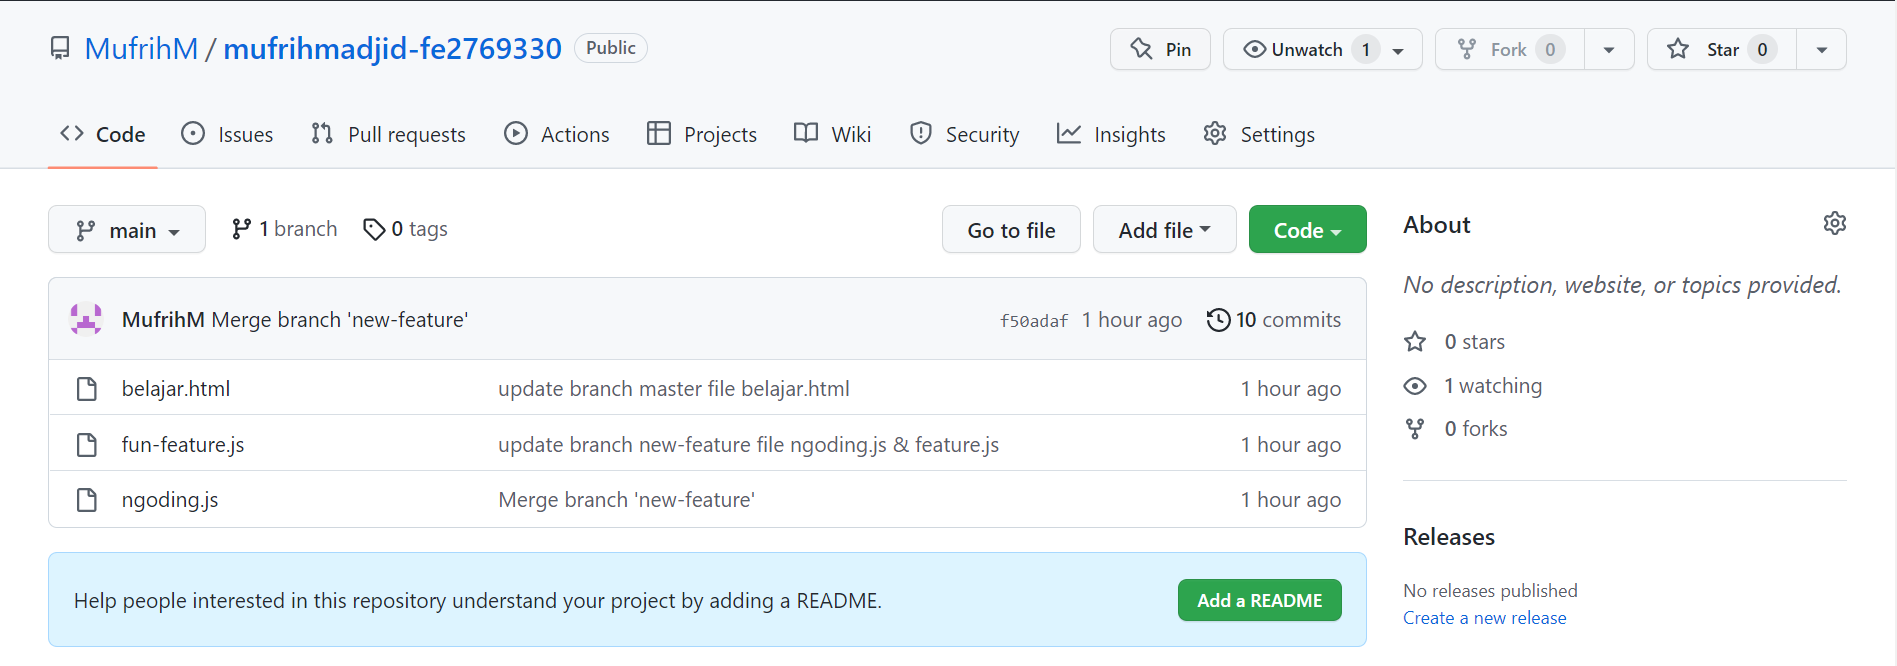 MufrihM / mufrihmadjid-fe2769330 Public
Pin
Unwatch 1
Fork 0
Star 0
Code Issues Pull requests Actions Projects Wiki Security Insights Settings
main 1 branch 0 tags
Go to file Add file Code
MufrihM Merge branch 'new-feature' f50adaf 1 hour ago 10 commits
belajar.html update branch master file belajar.html 1 hour ago
fun-feature.js update branch new-feature file ngoding.js & feature.js 1 hour ago
ngoding.js Merge branch 'new-feature' 1 hour ago
Help people interested in this repository understand your project by adding a README.
Add a README
About
No description, website, or topics provided.
0 stars
1 watching
0 forks
Releases
No releases published
Create a new release